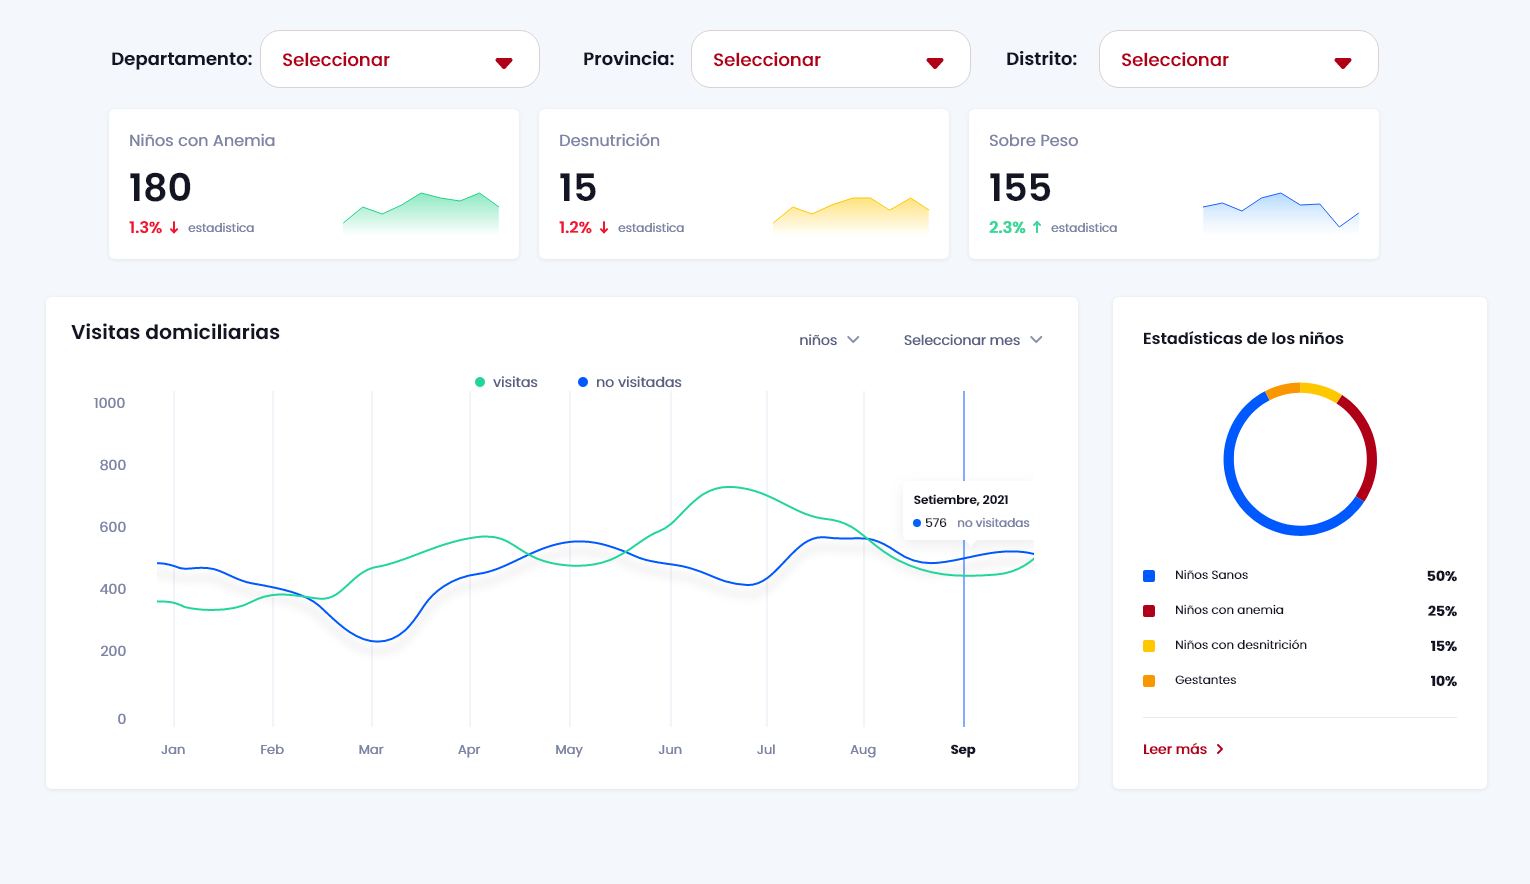 Departamento: Seleccionar Provincia: Seleccionar Distrito: Seleccionar
Niños con Anemia
180
1.3% ↓ estadistica
Desnutrición
15
1.2% ↓ estadistica
Sobre Peso
155
2.3% ↑ estadistica
Visitas domiciliarias
niños Seleccionar mes
visitas no visitadas
1000
800
600
400
200
0
Setiembre, 2021
576 no visitadas
Jan Feb Mar Apr May Jun Jul Aug Sep
Estadísticas de los niños
Niños Sanos 50%
Niños con anemia 25%
Niños con desnitrición 15%
Gestantes 10%
Leer más >